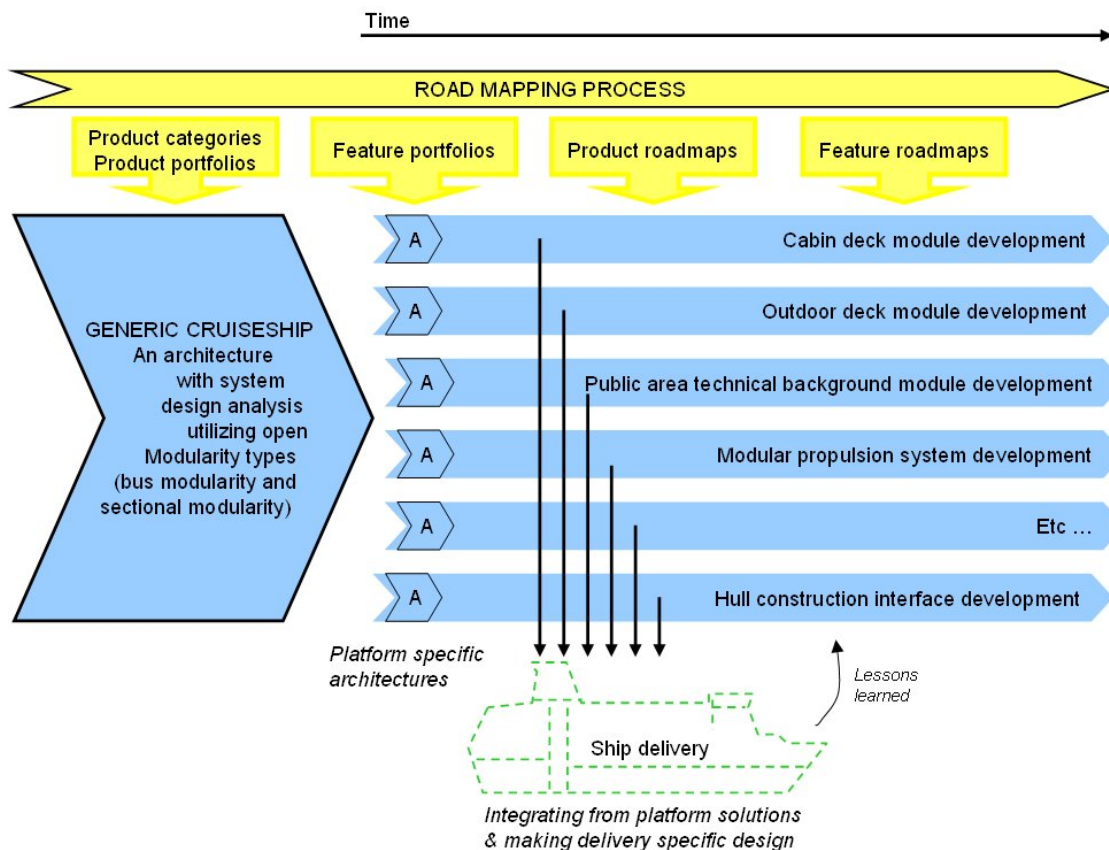 Time
ROAD MAPPING PROCESS
Product categories
Product portfolios
Feature portfolios
Product roadmaps
Feature roadmaps
GENERIC CRUISESHIP
An architecture
with system
design analysis
utilizing open
Modularity types
(bus modularity and
sectional modularity)
A
Cabin deck module development
A
Outdoor deck module development
A
Public area technical background module development
A
Modular propulsion system development
A
Etc ...
A
Hull construction interface development
Platform specific
architectures
Lessons
learned
Ship delivery
Integrating from platform solutions
& making delivery specific design